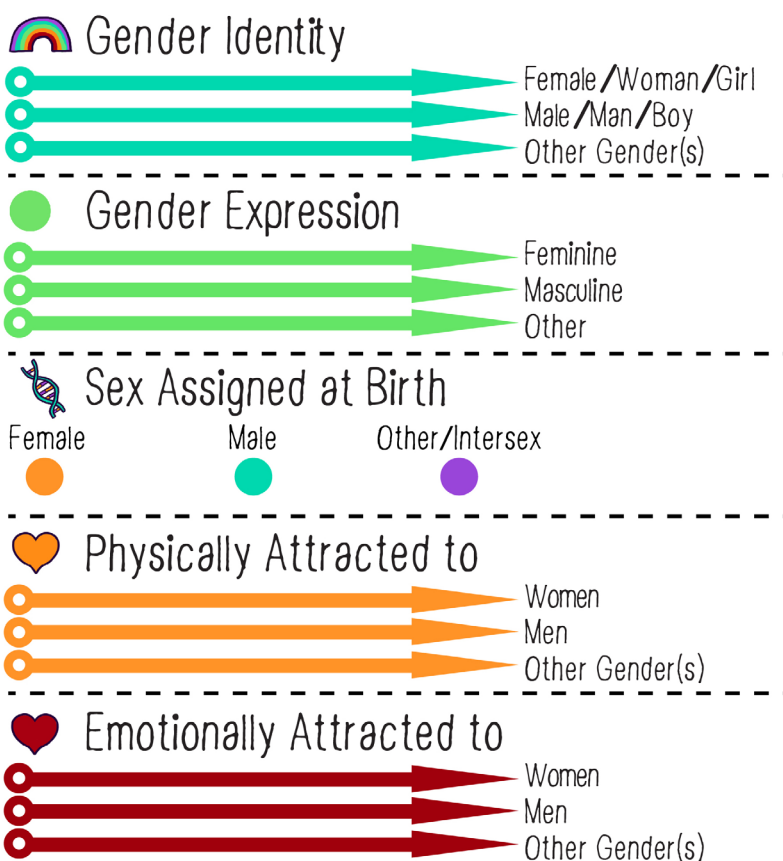 Gender Identity
Female/Woman/Girl
Male/Man/Boy
Other Gender(s)
Gender Expression
Feminine
Masculine
Other
Sex Assigned at Birth
Female Male Other/Intersex
Physically Attracted to
Women
Men
Other Gender(s)
Emotionally Attracted to
Women
Men
Other Gender(s)